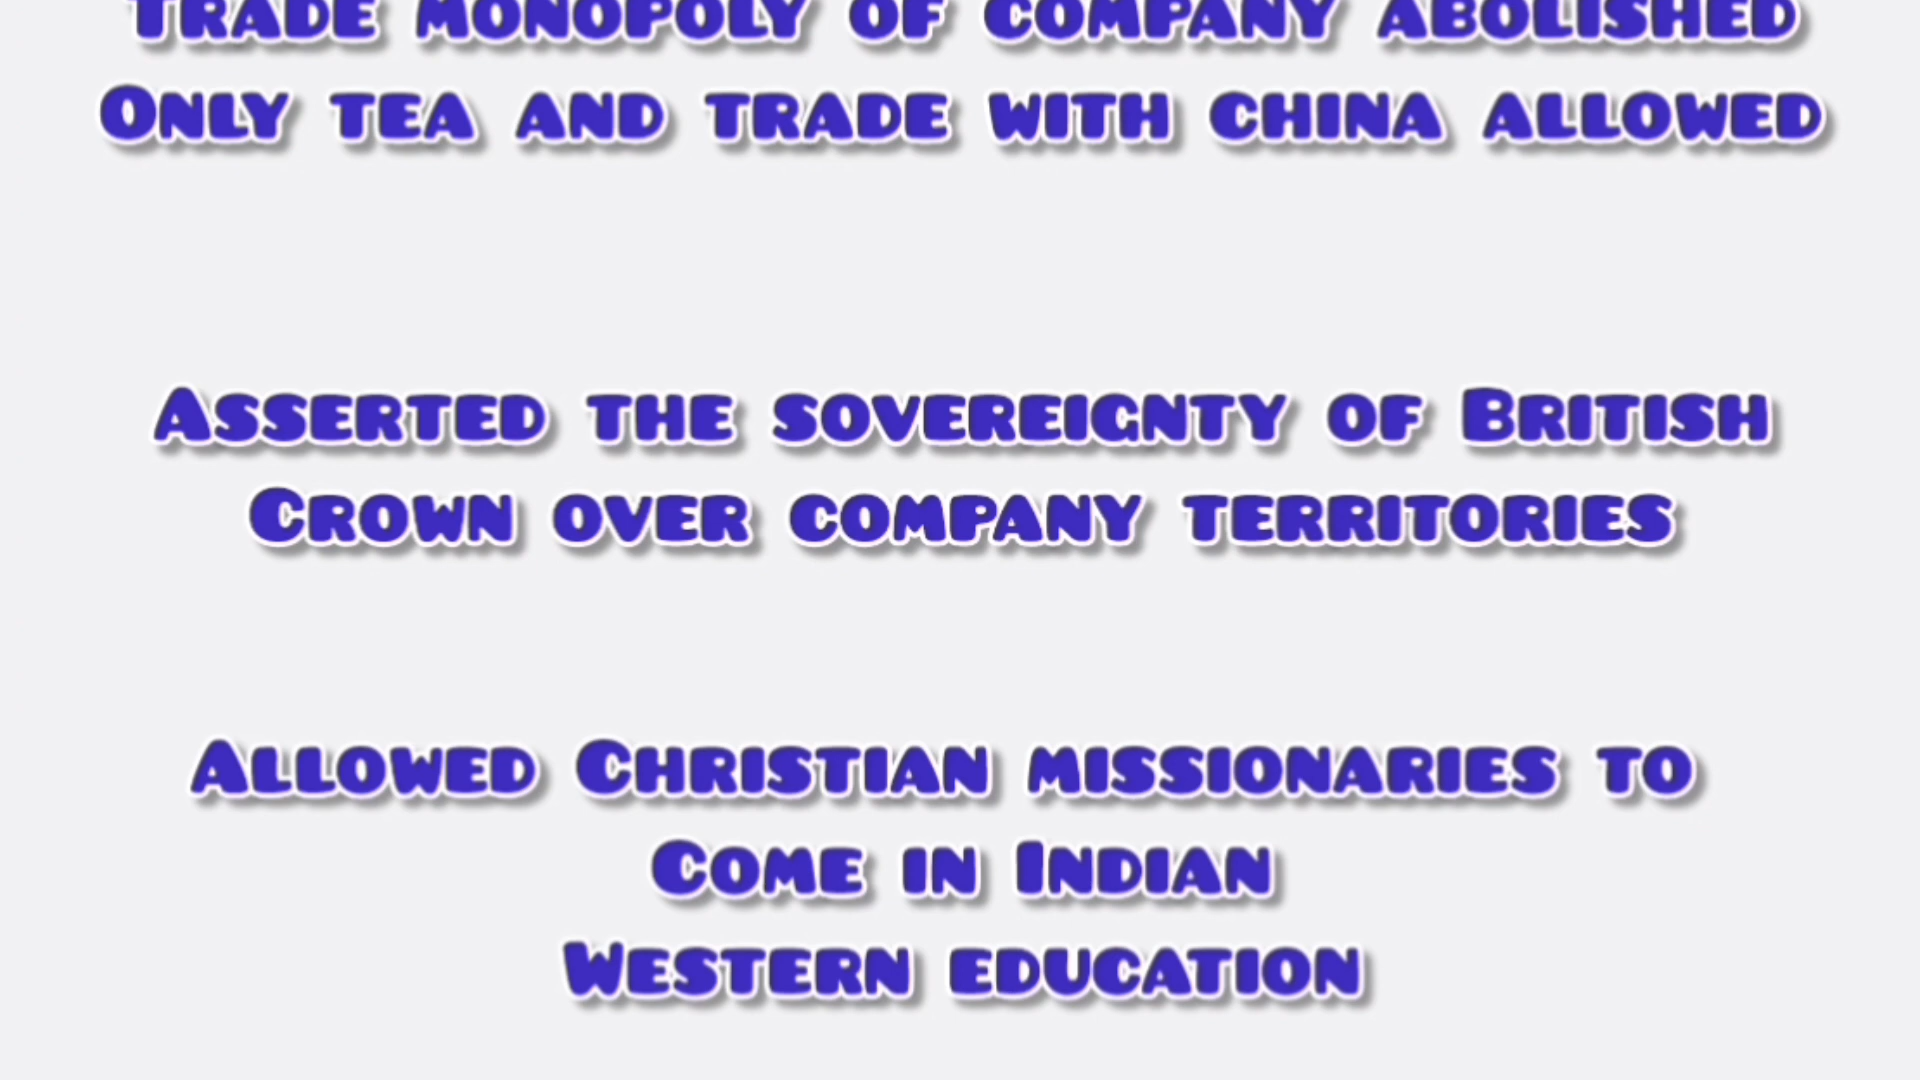 Trade monopoly of company abolished
Only tea and trade with china allowed
Asserted the sovereignty of British
Crown over company territories
Allowed Christian missionaries to
Come in Indian
Western education